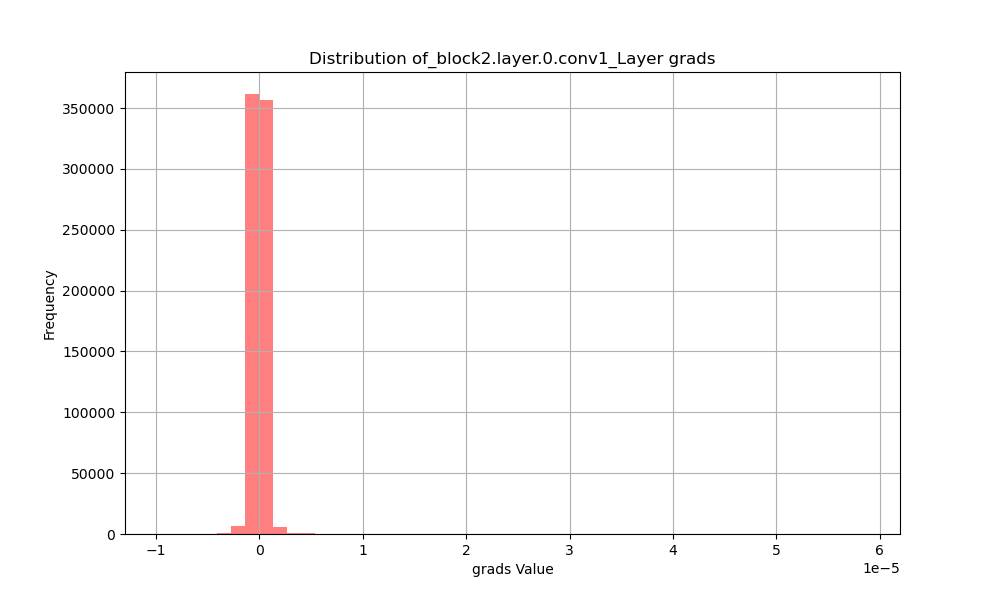 Distribution of_block2.layer.0.conv1_Layer grads
Frequency
350000
300000
250000
200000
150000
100000
50000
0
−1 0 1 2 3 4 5 6
1e−5
grads Value